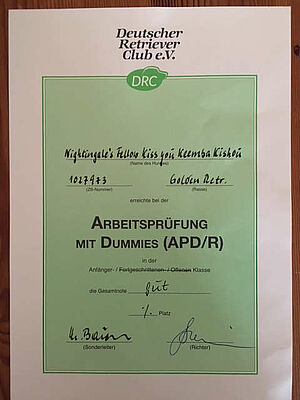 Deutscher
Retriever
Club e.V.
DRC
Nightingale's Fellow Kiss you Keemba Kishou
(Name des Hundes)
1027473 Golden Retr.
(ZB-Nummer) (Rasse)
erreichte bei der
ARBEITSPRÜFUNG
MIT DUMMIES (APD/R)
in der
Anfänger- / Fortgeschrittenen- / Offenen Klasse
die Gesamtnote gut
./. Platz
(Sonderleiter) (Richter)